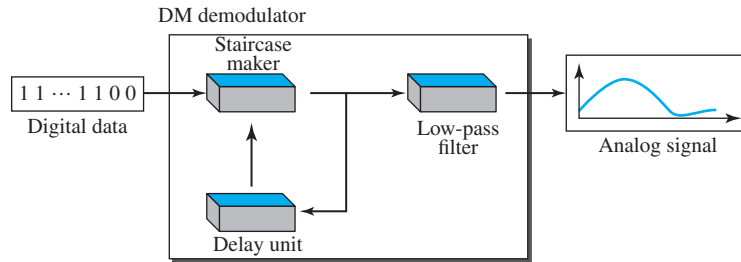 DM demodulator
Staircase
maker
1 1 ··· 1 1 0 0
Digital data
Low-pass
filter
Analog signal
Delay unit